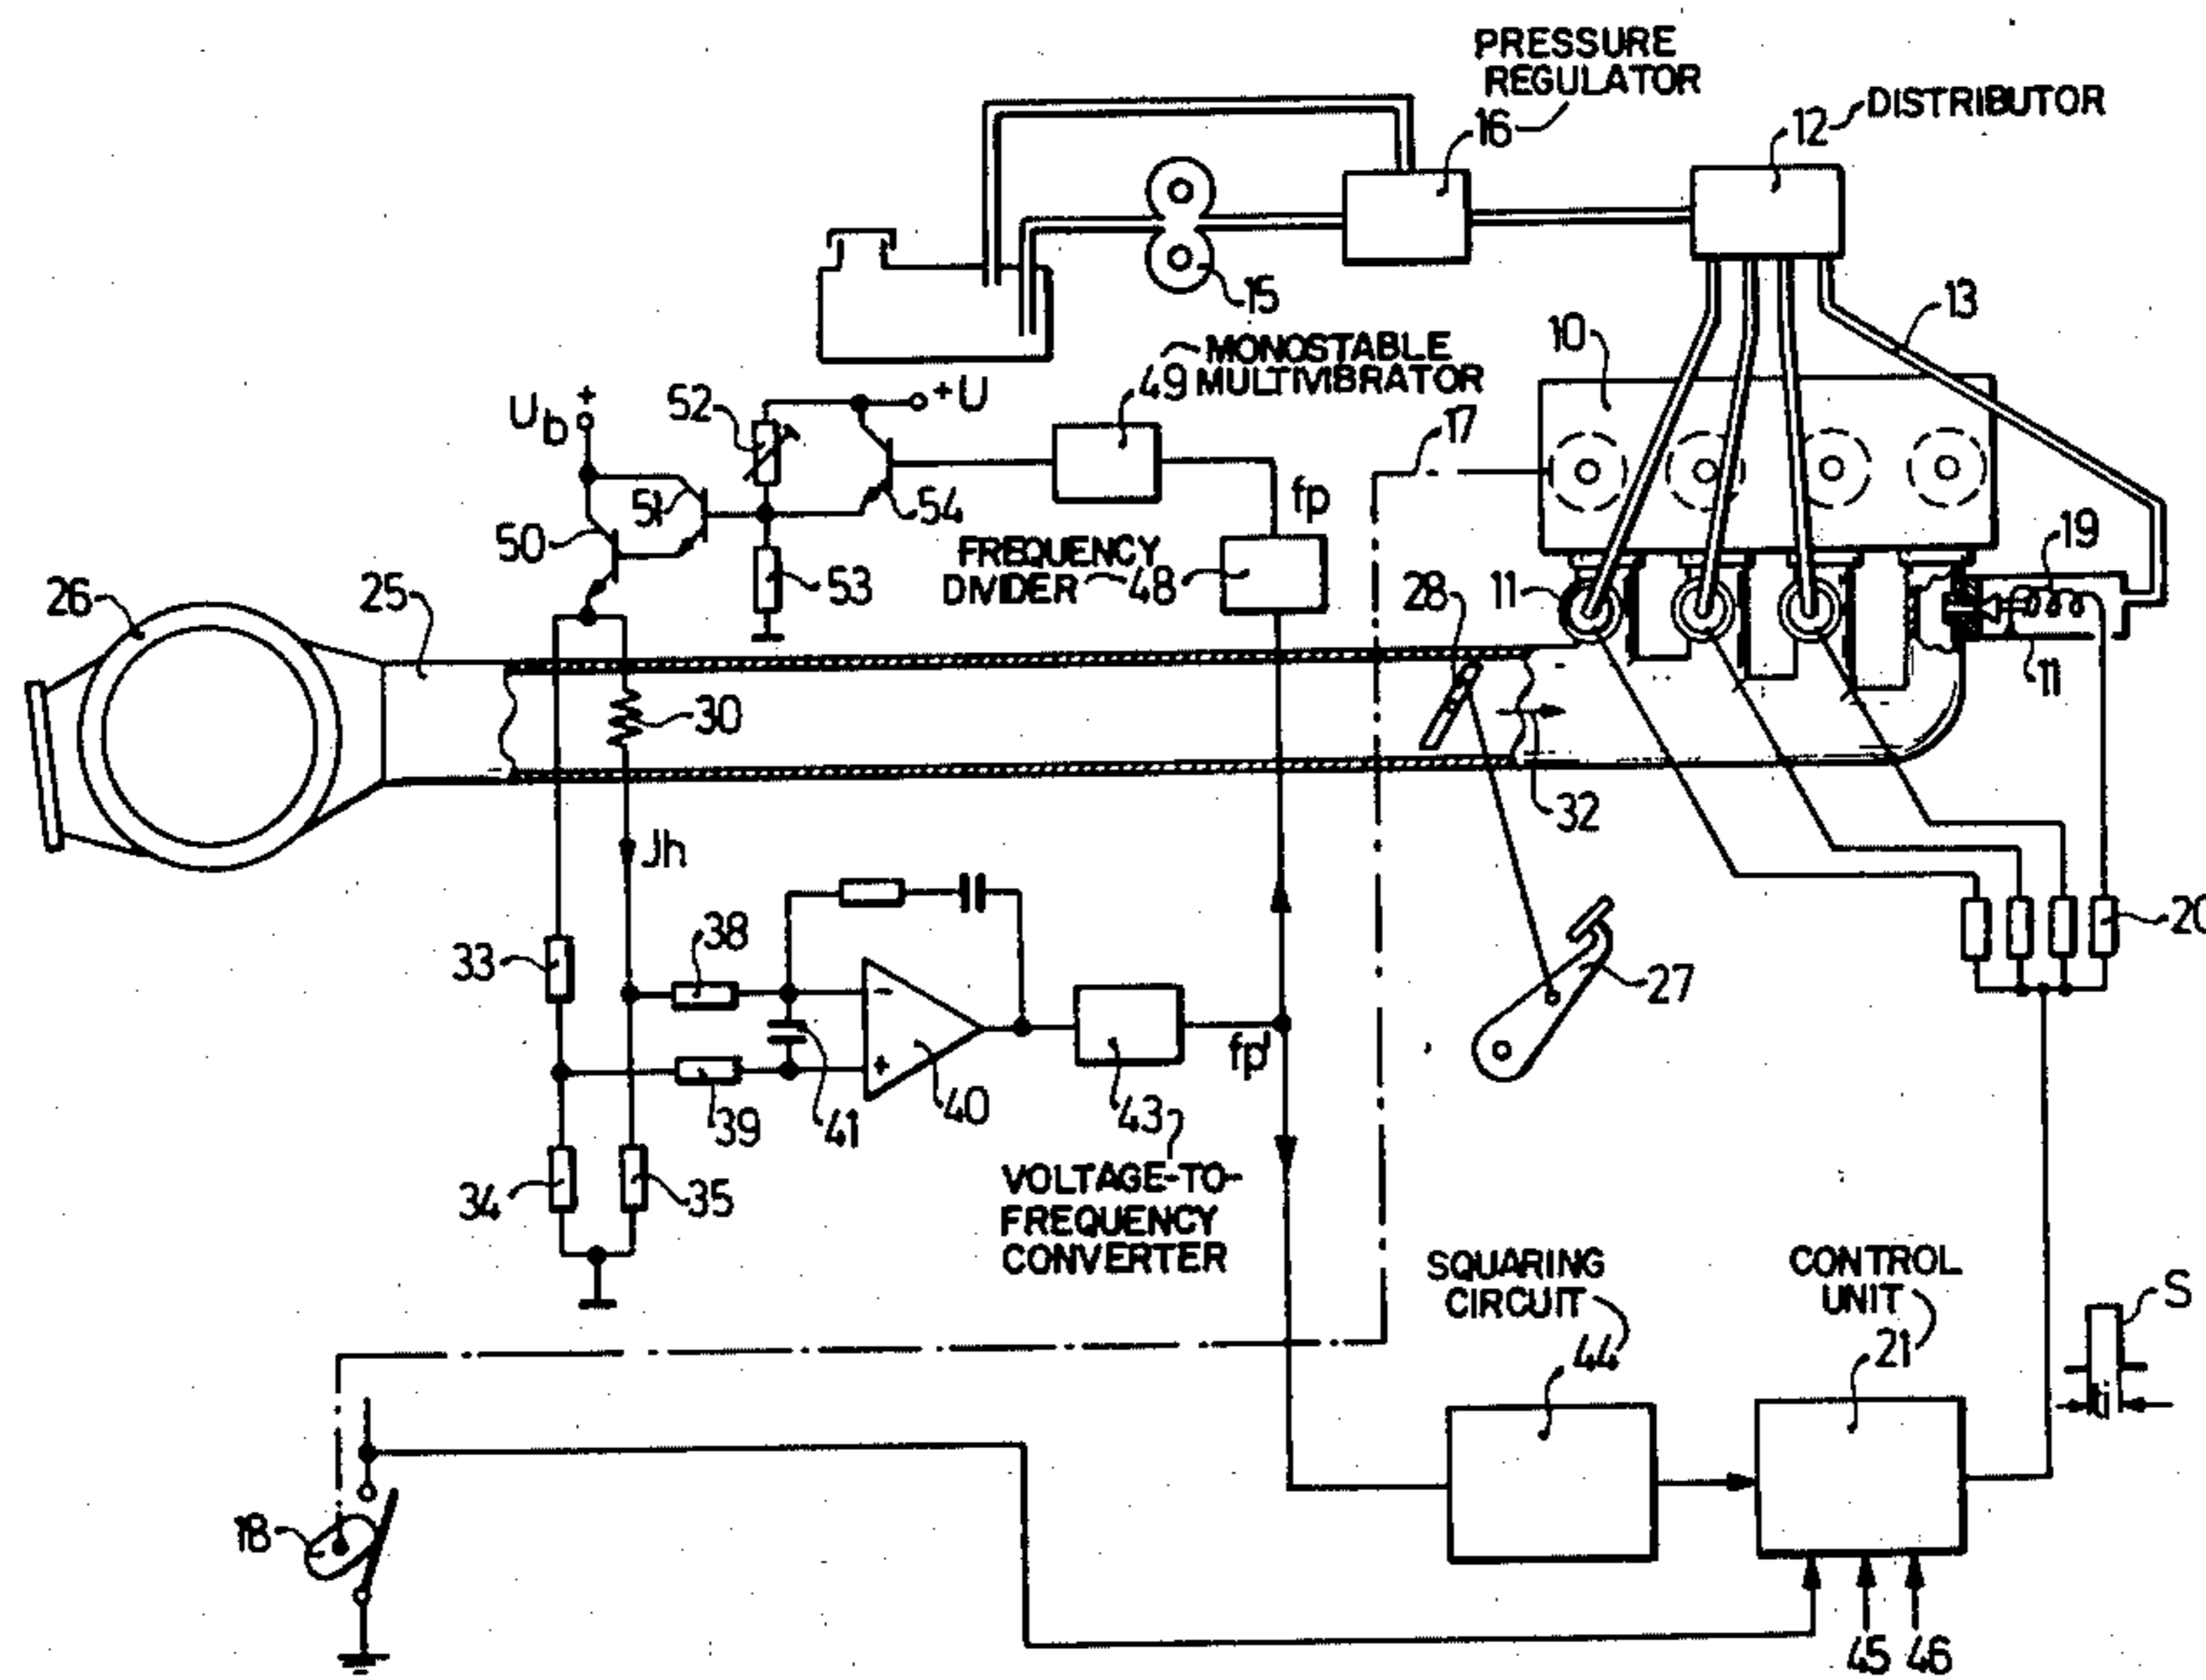 PRESSURE
REGULATOR
16
12 DISTRIBUTOR
15
13
10
MONOSTABLE
49 MULTIVIBRATOR
+U
+
Ub
52
17
51
54
fp
50
FREQUENCY
DIVIDER 48
53
19
28
11
26
25
11
30
32
Jh
38
20
33
27
-
+
fp'
40
39
41
43
34
35
VOLTAGE-TO-
FREQUENCY
CONVERTER
SQUARING
CIRCUIT
CONTROL
UNIT
S
44
21
18
45 46